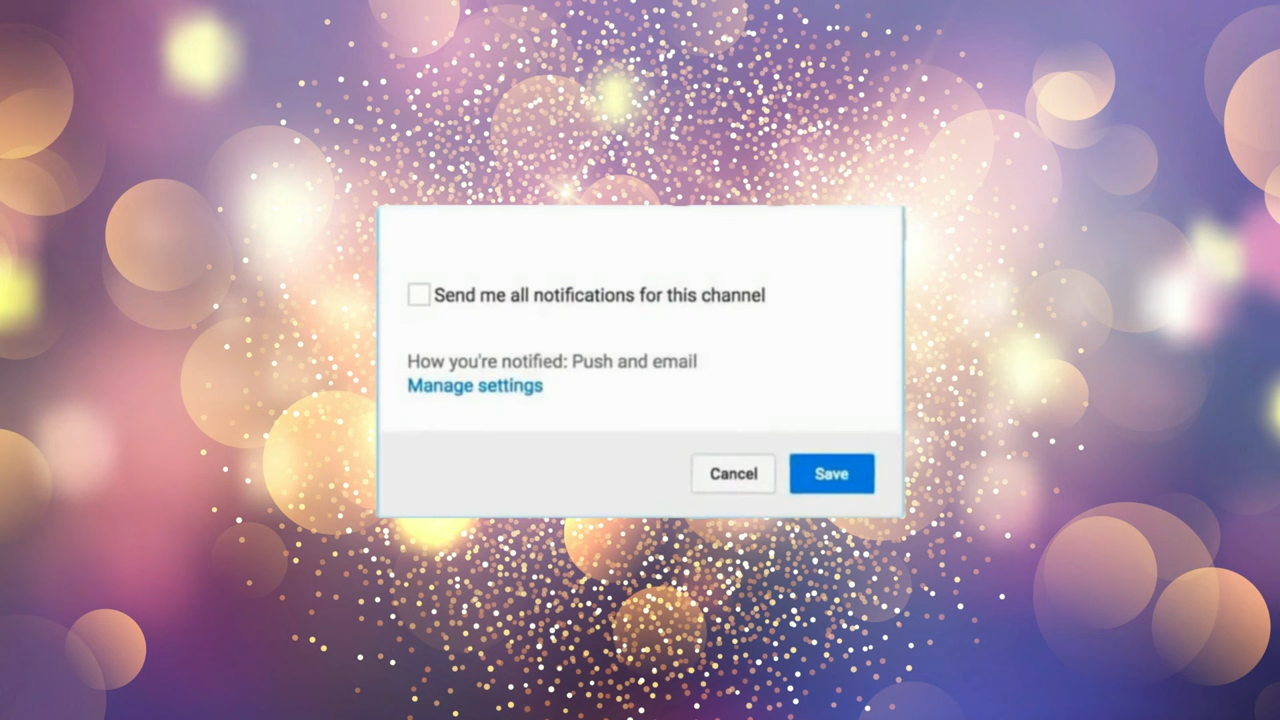 Send me all notifications for this channel
How you're notified: Push and email
Manage settings
Cancel
Save